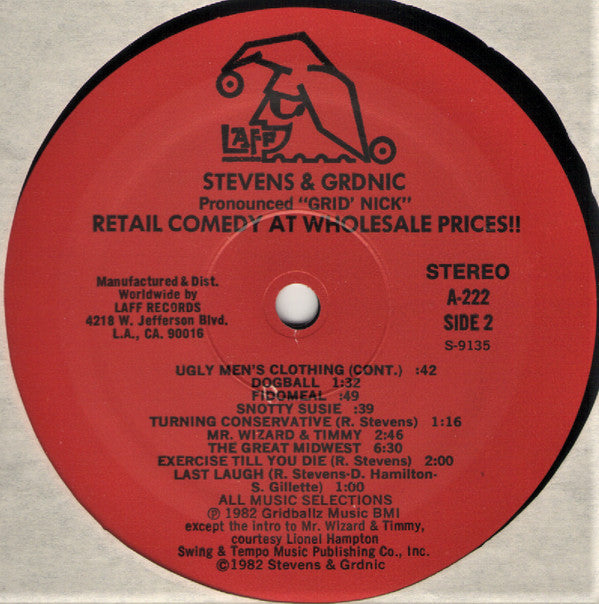 LAFF
STEVENS & GRDNIC
Pronounced "GRID' NICK"
RETAIL COMEDY AT WHOLESALE PRICES!!
Manufactured & Dist.
Worldwide by
LAFF RECORDS
4218 W. Jefferson Blvd.
L.A., CA. 90016
STEREO
A-222
SIDE 2
S-9135
UGLY MEN'S CLOTHING (CONT.) :42
DOGBALL 1:32
FIDOMEAL :49
SNOTTY SUSIE :39
TURNING CONSERVATIVE (R. Stevens) 1:16
MR. WIZARD & TIMMY 2:46
THE GREAT MIDWEST 6:30
EXERCISE TILL YOU DIE (R. Stevens) 2:00
LAST LAUGH (R. Stevens-D. Hamilton-
S. Gillette) 1:00
ALL MUSIC SELECTIONS
℗ 1982 Gridballz Music BMI
except the intro to Mr. Wizard & Timmy,
courtesy Lionel Hampton
Swing & Tempo Music Publishing Co., Inc.
©1982 Stevens & Grdnic